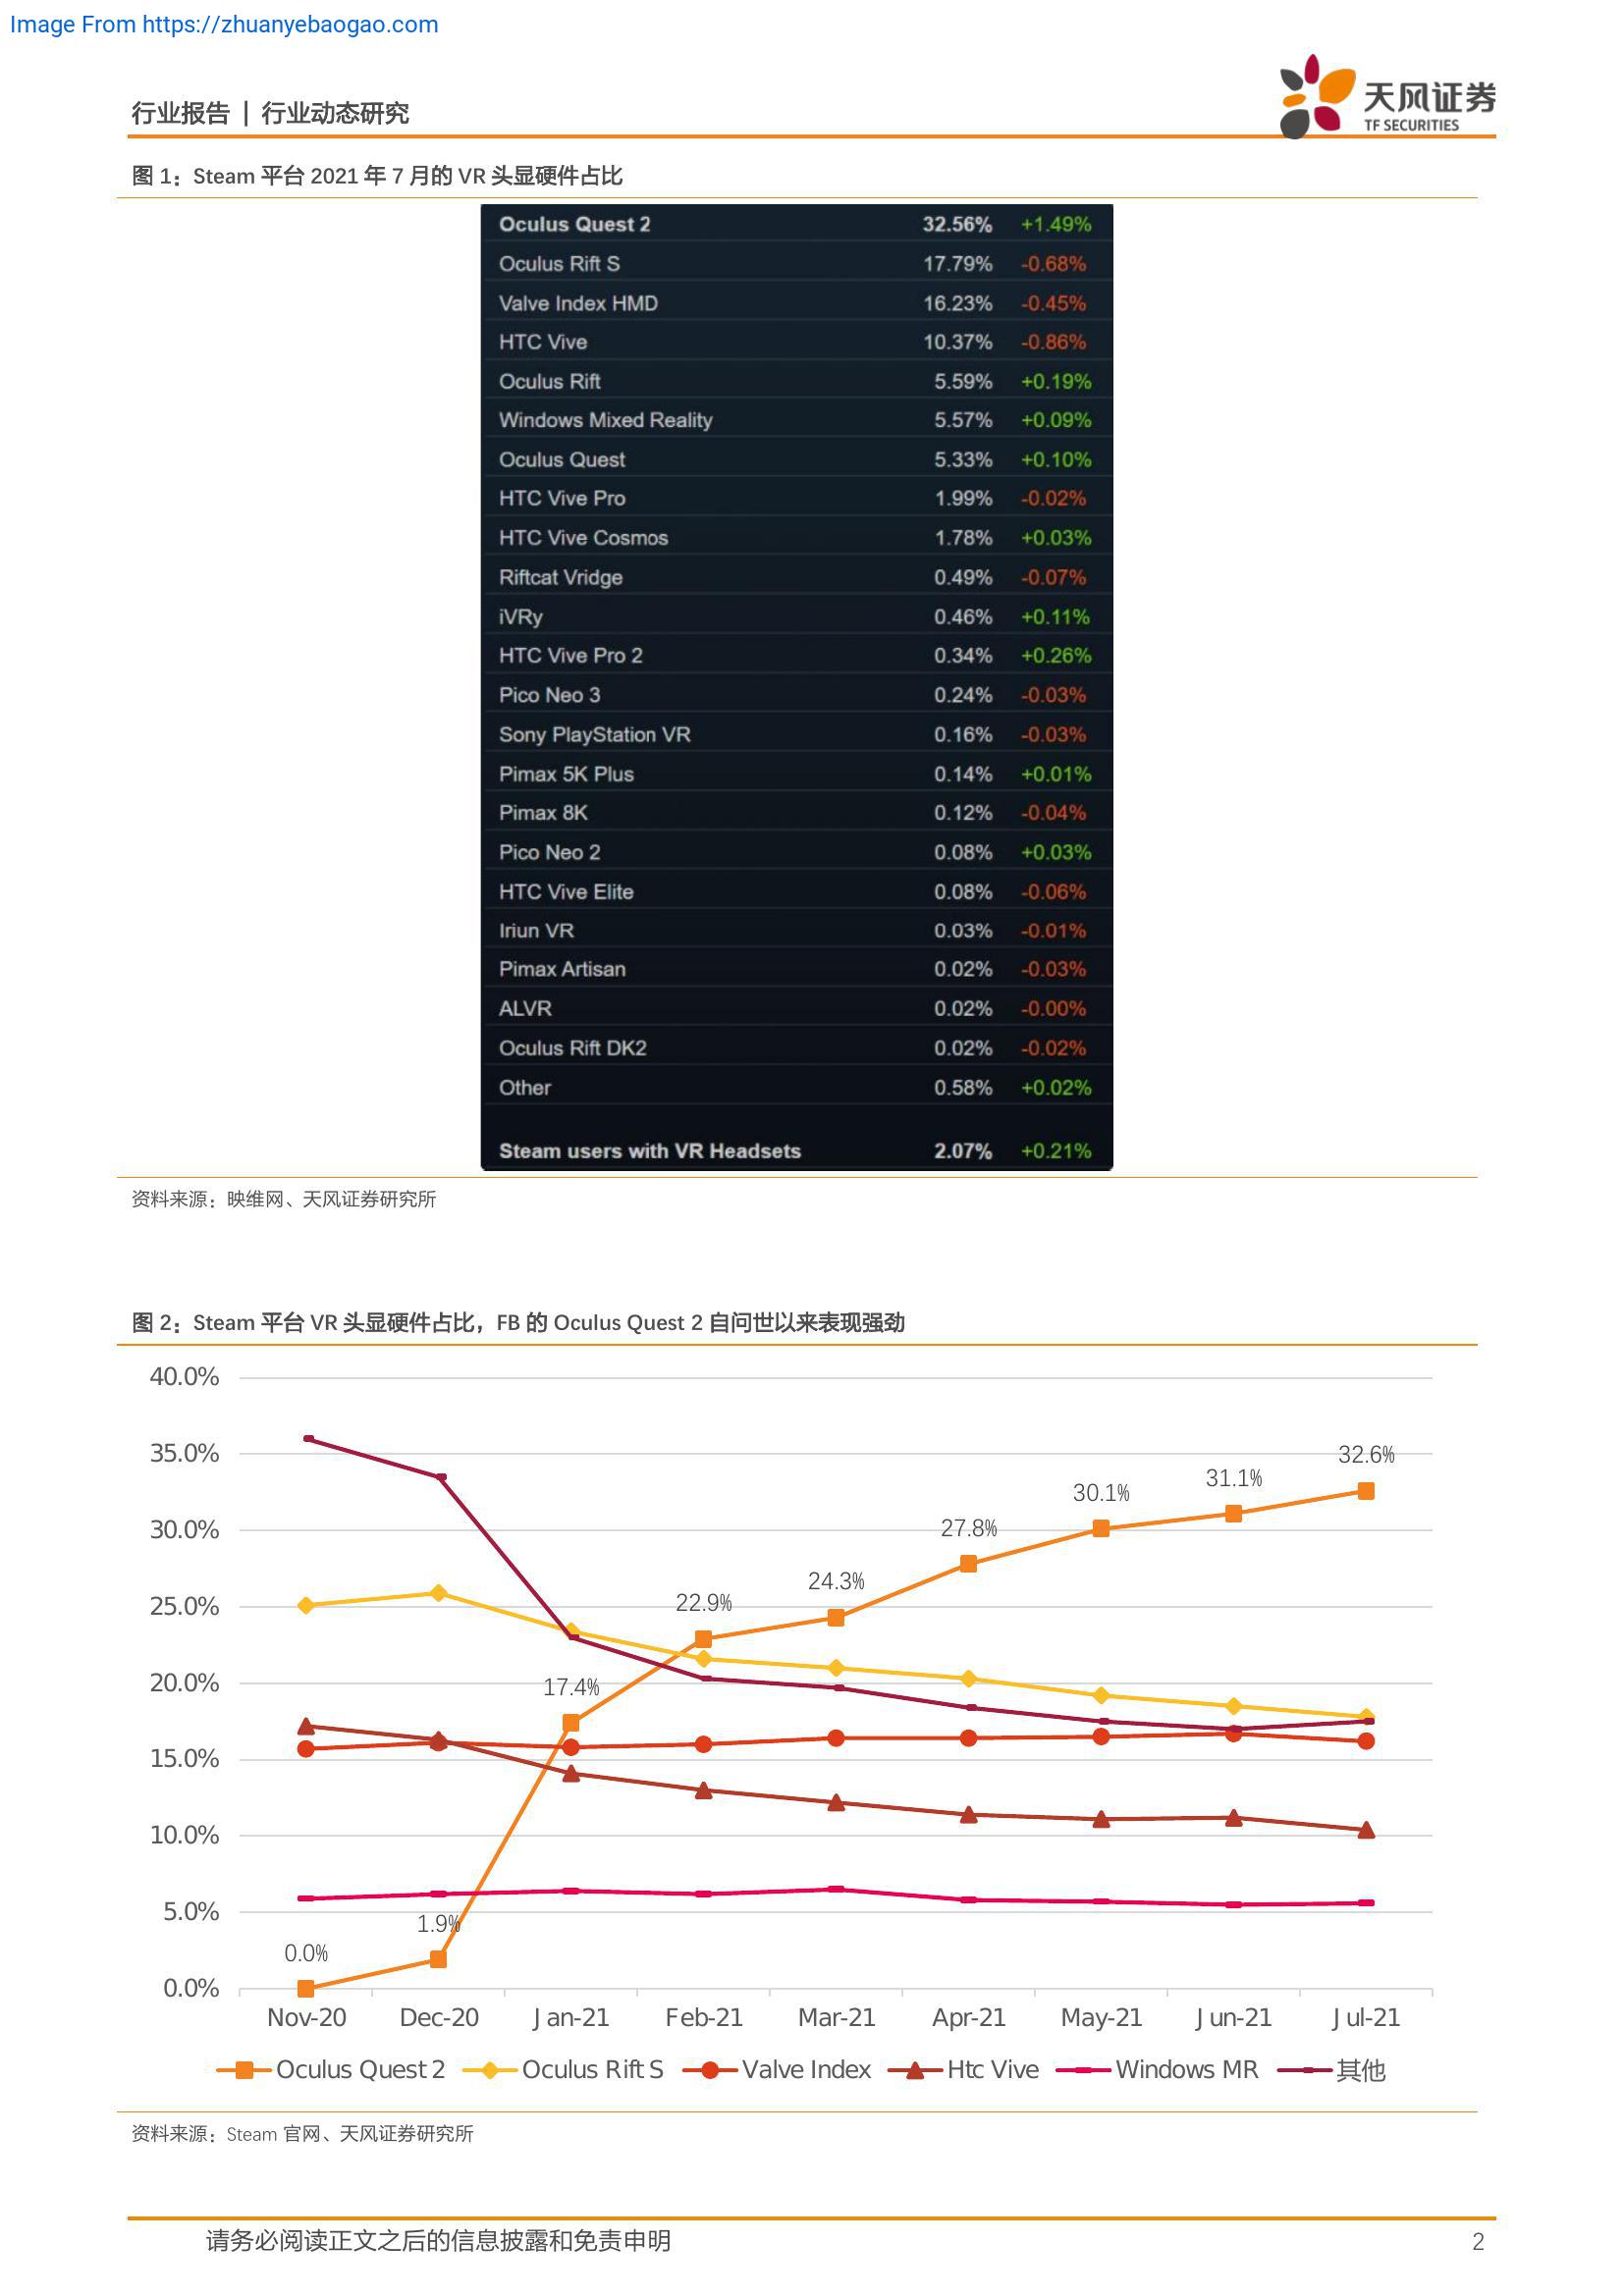 Image From https://zhuanyebaogao.com
行业报告 | 行业动态研究
天风证券
TF SECURITIES
图 1：Steam 平台 2021 年 7 月的 VR 头显硬件占比
Oculus Quest 2 32.56% +1.49%
Oculus Rift S 17.79% -0.68%
Valve Index HMD 16.23% -0.45%
HTC Vive 10.37% -0.86%
Oculus Rift 5.59% +0.19%
Windows Mixed Reality 5.57% +0.09%
Oculus Quest 5.33% +0.10%
HTC Vive Pro 1.99% -0.02%
HTC Vive Cosmos 1.78% +0.03%
Riftcat Vridge 0.49% -0.07%
iVRy 0.46% +0.11%
HTC Vive Pro 2 0.34% +0.26%
Pico Neo 3 0.24% -0.03%
Sony PlayStation VR 0.16% -0.03%
Pimax 5K Plus 0.14% +0.01%
Pimax 8K 0.12% -0.04%
Pico Neo 2 0.08% +0.03%
HTC Vive Elite 0.08% -0.06%
Iriun VR 0.03% -0.01%
Pimax Artisan 0.02% -0.03%
ALVR 0.02% -0.00%
Oculus Rift DK2 0.02% -0.02%
Other 0.58% +0.02%
Steam users with VR Headsets 2.07% +0.21%
资料来源：映维网、天风证券研究所
图 2：Steam 平台 VR 头显硬件占比，FB 的 Oculus Quest 2 自问世以来表现强劲
40.0%
35.0%
30.0%
25.0%
20.0%
15.0%
10.0%
5.0%
0.0%
0.0%
1.9%
17.4%
22.9%
24.3%
27.8%
30.1%
31.1%
32.6%
Nov-20 Dec-20 Jan-21 Feb-21 Mar-21 Apr-21 May-21 Jun-21 Jul-21
Oculus Quest 2 Oculus Rift S Valve Index Htc Vive Windows MR 其他
资料来源：Steam 官网、天风证券研究所
请务必阅读正文之后的信息披露和免责申明 2